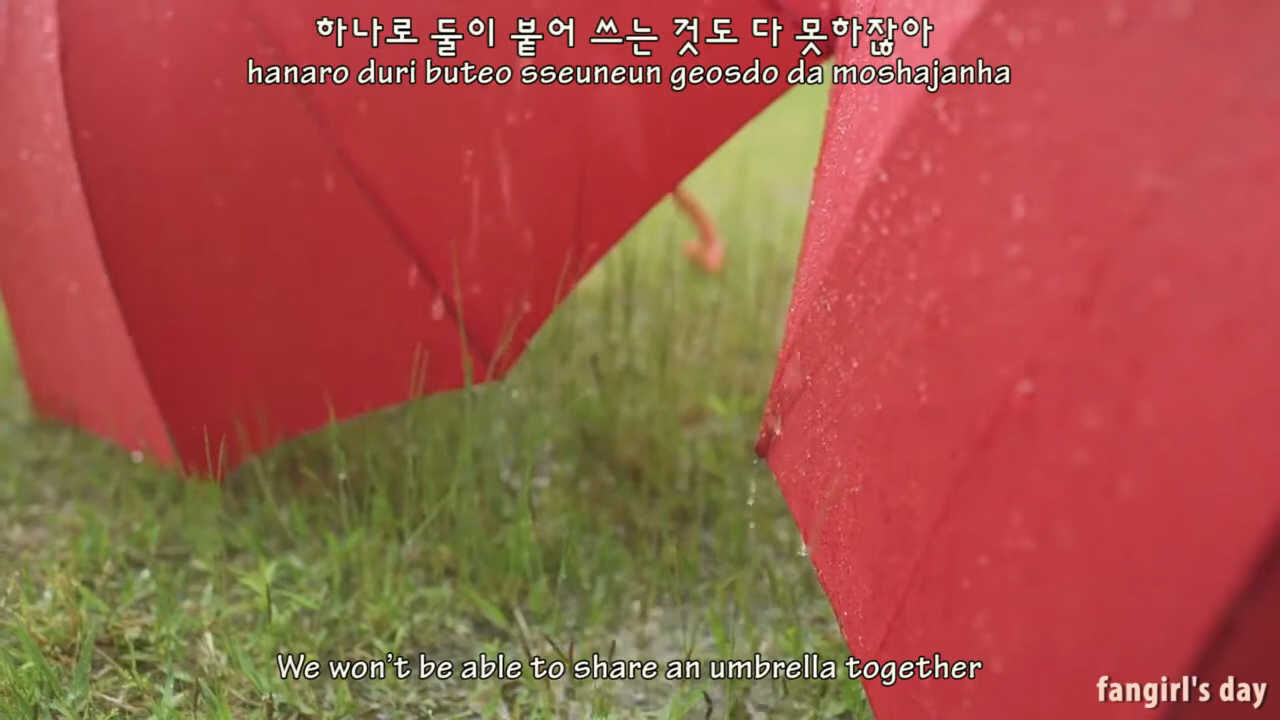 하나로 둘이 붙어 쓰는 것도 다 못하잖아
hanaro duri buteo sseuneun geosdo da moshajanha
We won't be able to share an umbrella together
fangirl's day